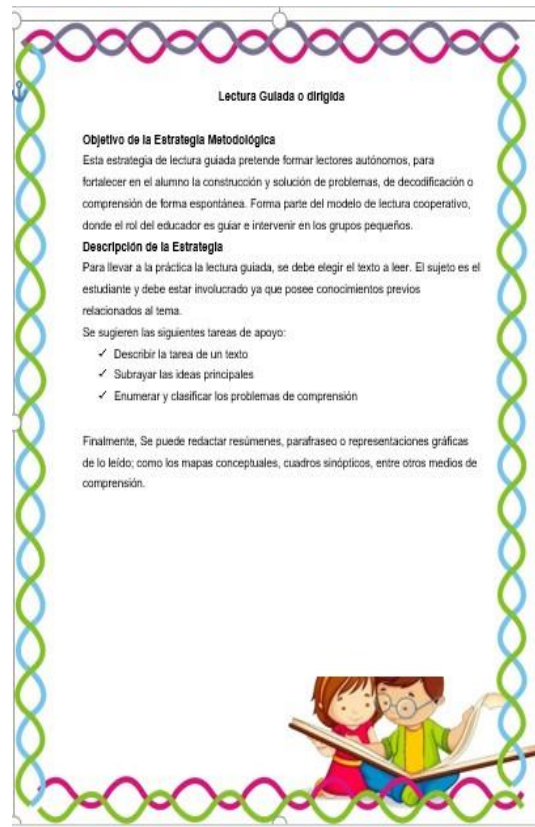 Lectura Guiada o dirigida
Objetivo de la Estrategia Metodológica
Esta estrategia de lectura guiada pretende formar lectores autónomos, para
fortalecer en el alumno la construcción y solución de problemas, de decodificación o
comprensión de forma espontánea. Forma parte del modelo de lectura cooperativo,
donde el rol del educador es guiar e intervenir en los grupos pequeños.
Descripción de la Estrategia
Para llevar a la práctica la lectura guiada, se debe elegir el texto a leer. El sujeto es el
estudiante y debe estar involucrado ya que posee conocimientos previos
relacionados al tema.
Se sugieren las siguientes tareas de apoyo:
✓ Describir la tarea de un texto
✓ Subrayar las ideas principales
✓ Enumerar y clasificar los problemas de comprensión
Finalmente, Se puede redactar resúmenes, parafraseo o representaciones gráficas
de lo leído; como los mapas conceptuales, cuadros sinópticos, entre otros medios de
comprensión.